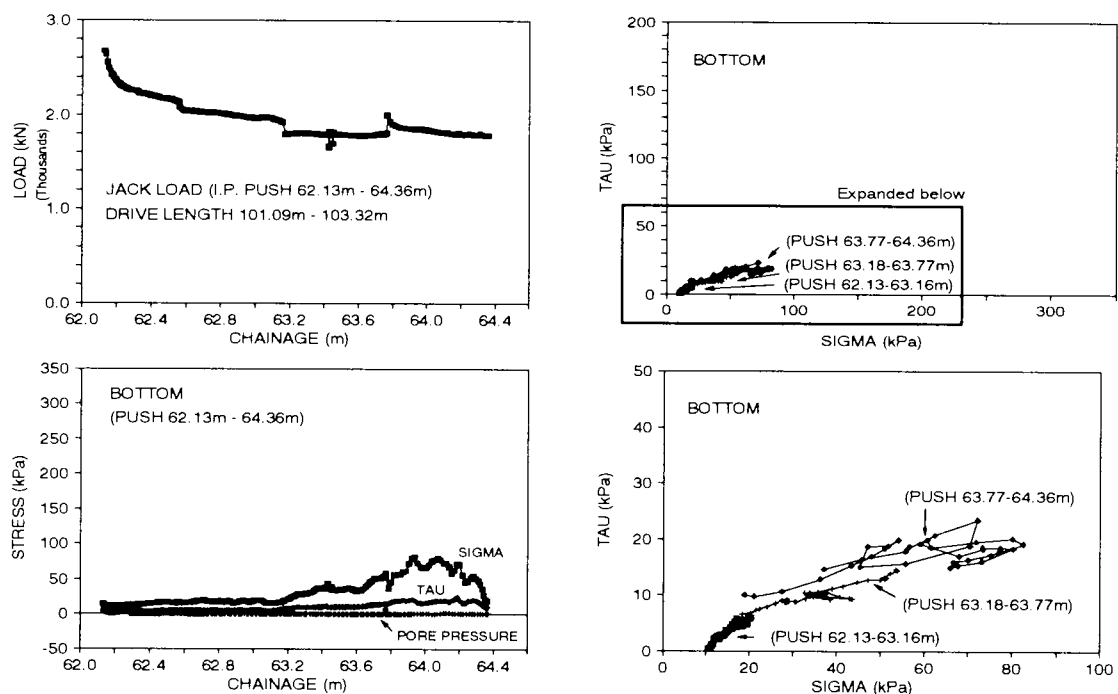 3.0
2.0
1.0
0.0
LOAD (kN)
(Thousands)
JACK LOAD (I.P. PUSH 62.13m - 64.36m)
DRIVE LENGTH 101.09m - 103.32m
62.0 62.4 62.8 63.2 63.6 64.0 64.4
CHAINAGE (m)
200
150
100
50
0
TAU (kPa)
BOTTOM
Expanded below
(PUSH 63.77-64.36m)
(PUSH 63.18-63.77m)
(PUSH 62.13-63.16m)
0 100 200 300
SIGMA (kPa)
350
300
250
200
150
100
50
0
-50
STRESS (kPa)
BOTTOM
(PUSH 62.13m - 64.36m)
SIGMA
TAU
PORE PRESSURE
62.0 62.4 62.8 63.2 63.6 64.0 64.4
CHAINAGE (m)
50
40
30
20
10
0
TAU (kPa)
BOTTOM
(PUSH 63.77-64.36m)
(PUSH 63.18-63.77m)
(PUSH 62.13-63.16m)
0 20 40 60 80 100
SIGMA (kPa)